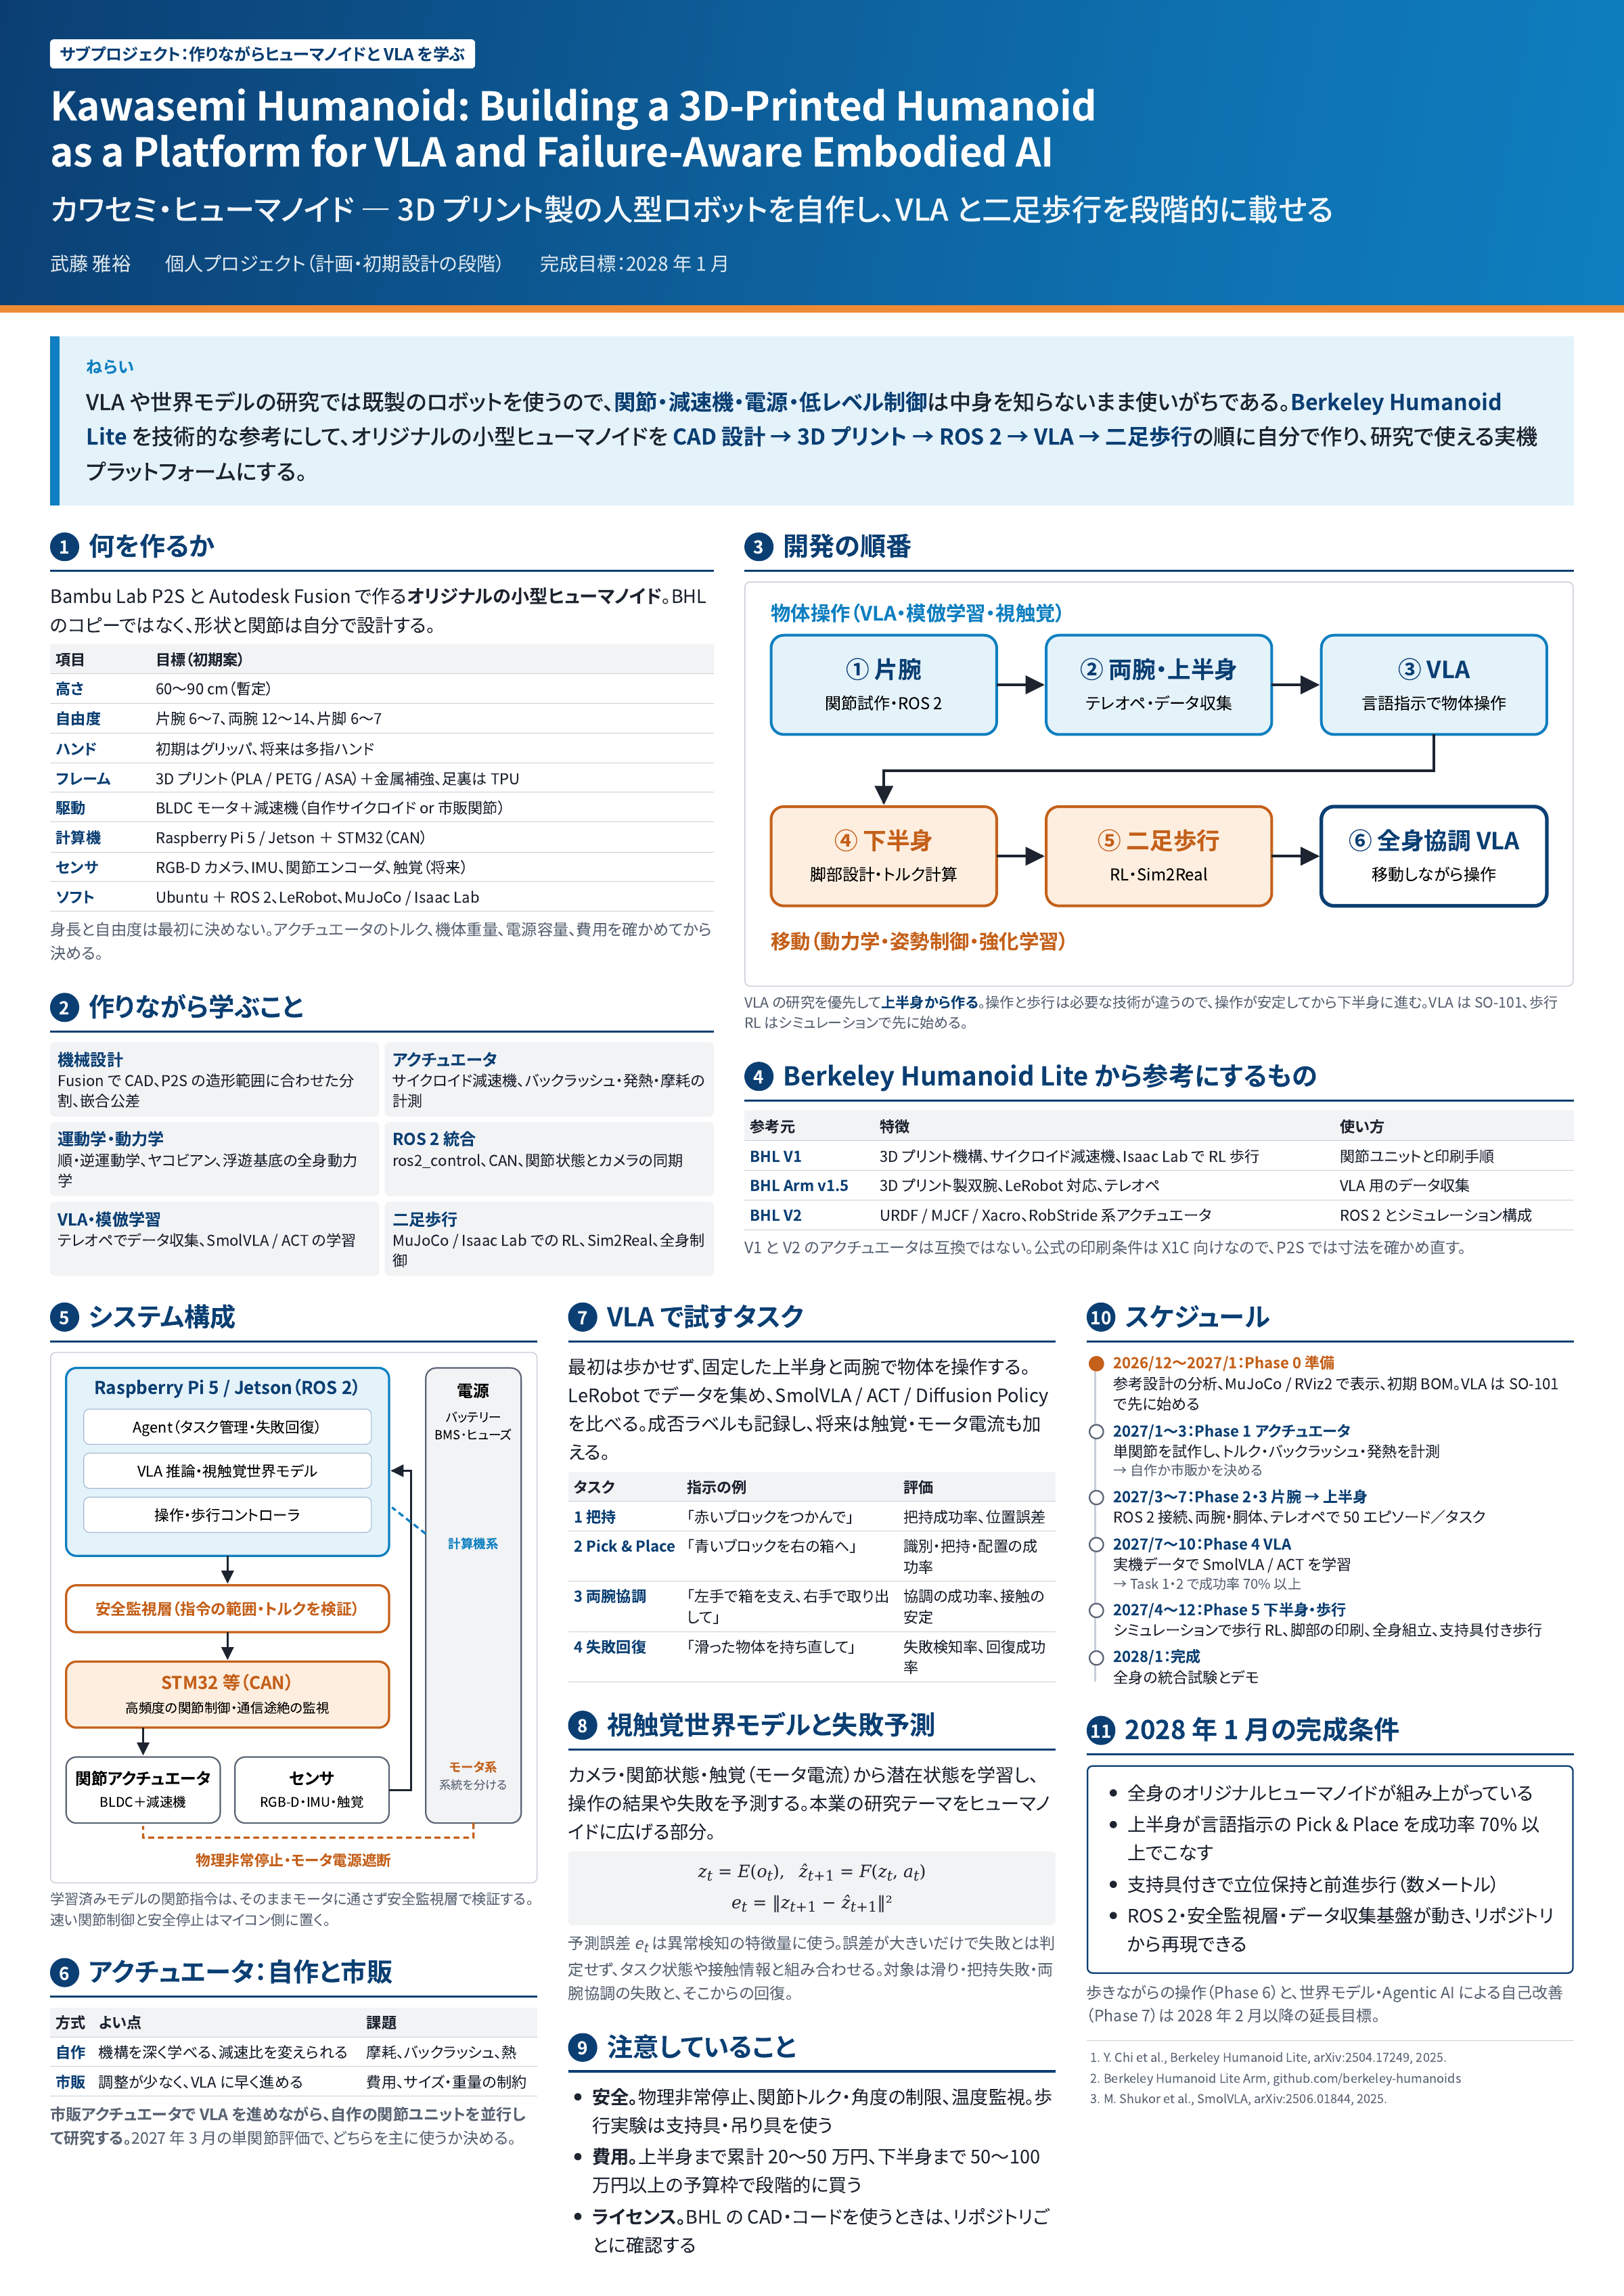 サブプロジェクト：作りながらヒューマノイドと VLA を学ぶ
Kawasemi Humanoid: Building a 3D-Printed Humanoid
as a Platform for VLA and Failure-Aware Embodied AI
カワセミ・ヒューマノイド — 3D プリント製の人型ロボットを自作し、VLA と二足歩行を段階的に載せる
武藤 雅裕 個人プロジェクト（計画・初期設計の段階） 完成目標：2028 年 1 月
ねらい
VLA や世界モデルの研究では既製のロボットを使うので、関節・減速機・電源・低レベル制御は中身を知らないまま使いがちである。Berkeley Humanoid
Lite を技術的な参考にして、オリジナルの小型ヒューマノイドを CAD 設計 → 3D プリント → ROS 2 → VLA → 二足歩行の順に自分で作り、研究で使える実機
プラットフォームにする。
1 何を作るか
Bambu Lab P2S と Autodesk Fusion で作るオリジナルの小型ヒューマノイド。BHL
のコピーではなく、形状と関節は自分で設計する。
項目 目標（初期案）
高さ 60〜90 cm（暫定）
自由度 片腕 6〜7、両腕 12〜14、片脚 6〜7
ハンド 初期はグリッパ、将来は多指ハンド
フレーム 3D プリント（PLA / PETG / ASA）＋金属補強、足裏は TPU
駆動 BLDC モータ＋減速機（自作サイクロイド or 市販関節）
計算機 Raspberry Pi 5 / Jetson ＋ STM32（CAN）
センサ RGB-D カメラ、IMU、関節エンコーダ、触覚（将来）
ソフト Ubuntu ＋ ROS 2、LeRobot、MuJoCo / Isaac Lab
身長と自由度は最初に決めない。アクチュエータのトルク、機体重量、電源容量、費用を確かめてから
決める。
2 作りながら学ぶこと
機械設計
Fusion で CAD、P2S の造形範囲に合わせた分
割、嵌合公差
アクチュエータ
サイクロイド減速機、バックラッシュ・発熱・摩耗の
計測
運動学・動力学
順・逆運動学、ヤコビアン、浮遊基底の全身動力
学
ROS 2 統合
ros2_control、CAN、関節状態とカメラの同期
VLA・模倣学習
テレオペでデータ収集、SmolVLA / ACT の学習
二足歩行
MuJoCo / Isaac Lab での RL、Sim2Real、全身制
御
3 開発の順番
物体操作（VLA・模倣学習・視触覚）
① 片腕
関節試作・ROS 2
② 両腕・上半身
テレオペ・データ収集
③ VLA
言語指示で物体操作
④ 下半身
脚部設計・トルク計算
⑤ 二足歩行
RL・Sim2Real
⑥ 全身協調 VLA
移動しながら操作
移動（動力学・姿勢制御・強化学習）
VLA の研究を優先して上半身から作る。操作と歩行は必要な技術が違うので、操作が安定してから下半身に進む。VLA は SO-101、歩行
RL はシミュレーションで先に始める。
4 Berkeley Humanoid Lite から参考にするもの
参考元 特徴 使い方
BHL V1 3D プリント機構、サイクロイド減速機、Isaac Lab で RL 歩行 関節ユニットと印刷手順
BHL Arm v1.5 3D プリント製双腕、LeRobot 対応、テレオペ VLA 用のデータ収集
BHL V2 URDF / MJCF / Xacro、RobStride 系アクチュエータ ROS 2 とシミュレーション構成
V1 と V2 のアクチュエータは互換ではない。公式の印刷条件は X1C 向けなので、P2S では寸法を確かめ直す。
5 システム構成
Raspberry Pi 5 / Jetson（ROS 2）
Agent（タスク管理・失敗回復）
VLA 推論・視触覚世界モデル
操作・歩行コントローラ
安全監視層（指令の範囲・トルクを検証）
STM32 等（CAN）
高頻度の関節制御・通信途絶の監視
関節アクチュエータ
BLDC＋減速機
センサ
RGB-D・IMU・触覚
電源
バッテリー
BMS・ヒューズ
計算機系
モータ系
系統を分ける
物理非常停止・モータ電源遮断
学習済みモデルの関節指令は、そのままモータに通さず安全監視層で検証する。
速い関節制御と安全停止はマイコン側に置く。
6 アクチュエータ：自作と市販
方式 よい点 課題
自作 機構を深く学べる、減速比を変えられる 摩耗、バックラッシュ、熱
市販 調整が少なく、VLA に早く進める 費用、サイズ・重量の制約
市販アクチュエータで VLA を進めながら、自作の関節ユニットを並行し
て研究する。2027 年 3 月の単関節評価で、どちらを主に使うか決める。
7 VLA で試すタスク
最初は歩かせず、固定した上半身と両腕で物体を操作する。
LeRobot でデータを集め、SmolVLA / ACT / Diffusion Policy
を比べる。成否ラベルも記録し、将来は触覚・モータ電流も加
える。
タスク 指示の例 評価
1 把持 「赤いブロックをつかんで」 把持成功率、位置誤差
2 Pick & Place 「青いブロックを右の箱へ」 識別・把持・配置の成
功率
3 両腕協調 「左手で箱を支え、右手で取り出 協調の成功率、接触の
して」 安定
4 失敗回復 「滑った物体を持ち直して」 失敗検知率、回復成功
率
8 視触覚世界モデルと失敗予測
カメラ・関節状態・触覚（モータ電流）から潜在状態を学習し、
操作の結果や失敗を予測する。本業の研究テーマをヒューマノ
イドに広げる部分。
z_t = E(o_t), ẑ_{t+1} = F(z_t, a_t)
e_t = ‖z_{t+1} − ẑ_{t+1}‖²
予測誤差 e_t は異常検知の特徴量に使う。誤差が大きいだけで失敗とは判
定せず、タスク状態や接触情報と組み合わせる。対象は滑り・把持失敗・両
腕協調の失敗と、そこからの回復。
9 注意していること
• 安全。物理非常停止、関節トルク・角度の制限、温度監視。歩
行実験は支持具・吊り具を使う
• 費用。上半身まで累計 20〜50 万円、下半身まで 50〜100
万円以上の予算枠で段階的に買う
• ライセンス。BHL の CAD・コードを使うときは、リポジトリご
とに確認する
10 スケジュール
2026/12〜2027/1：Phase 0 準備
参考設計の分析、MuJoCo / RViz2 で表示、初期 BOM。VLA は SO-101
で先に始める
2027/1〜3：Phase 1 アクチュエータ
単関節を試作し、トルク・バックラッシュ・発熱を計測
→ 自作か市販かを決める
2027/3〜7：Phase 2・3 片腕 → 上半身
ROS 2 接続、両腕・胴体、テレオペで 50 エピソード／タスク
2027/7〜10：Phase 4 VLA
実機データで SmolVLA / ACT を学習
→ Task 1・2 で成功率 70% 以上
2027/4〜12：Phase 5 下半身・歩行
シミュレーションで歩行 RL、脚部の印刷、全身組立、支持具付き歩行
2028/1：完成
全身の統合試験とデモ
11 2028 年 1 月の完成条件
• 全身のオリジナルヒューマノイドが組み上がっている
• 上半身が言語指示の Pick & Place を成功率 70% 以
上でこなす
• 支持具付きで立位保持と前進歩行（数メートル）
• ROS 2・安全監視層・データ収集基盤が動き、リポジトリ
から再現できる
歩きながらの操作（Phase 6）と、世界モデル・Agentic AI による自己改善
（Phase 7）は 2028 年 2 月以降の延長目標。
1. Y. Chi et al., Berkeley Humanoid Lite, arXiv:2504.17249, 2025.
2. Berkeley Humanoid Lite Arm, github.com/berkeley-humanoids
3. M. Shukor et al., SmolVLA, arXiv:2506.01844, 2025.